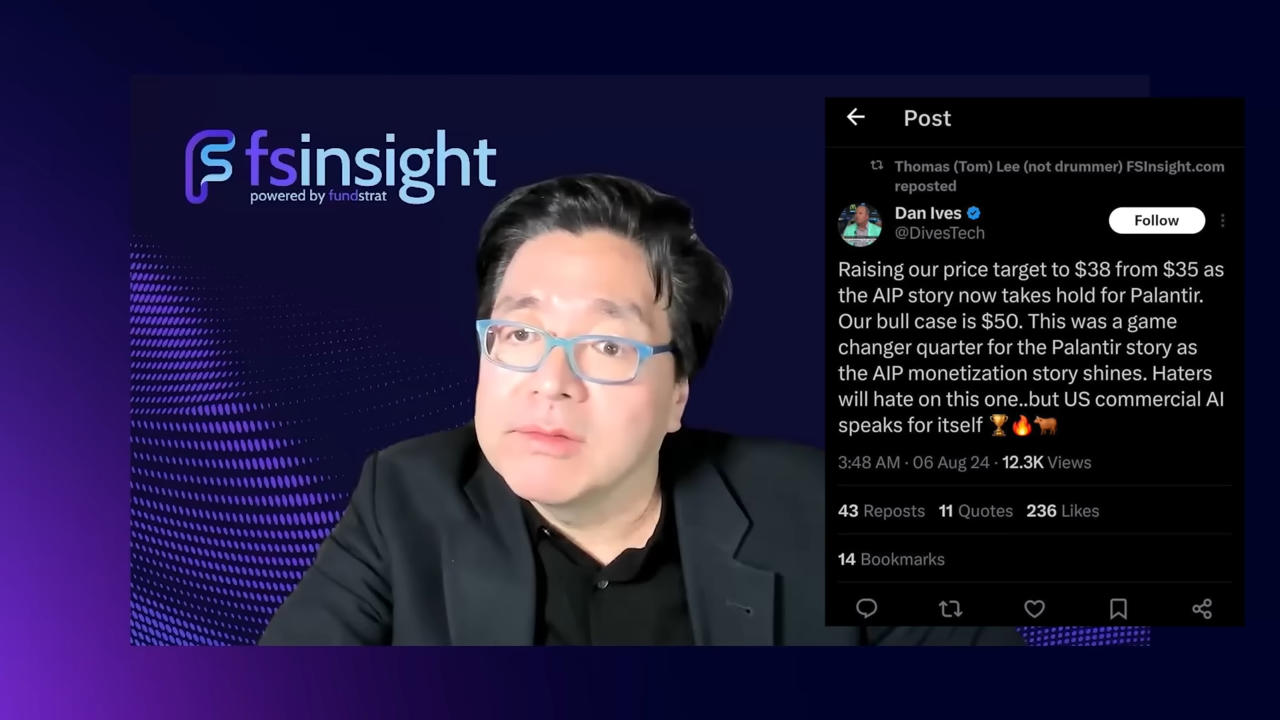 fsinsight
powered by fundstrat
Post
Thomas (Tom) Lee (not drummer) FSInsight.com
reposted
Dan Ives
@DivesTech
Follow
Raising our price target to $38 from $35 as
the AIP story now takes hold for Palantir.
Our bull case is $50. This was a game
changer quarter for the Palantir story as
the AIP monetization story shines. Haters
will hate on this one..but US commercial AI
speaks for itself 🏆🔥🐂
3:48 AM · 06 Aug 24 · 12.3K Views
43 Reposts 11 Quotes 236 Likes
14 Bookmarks